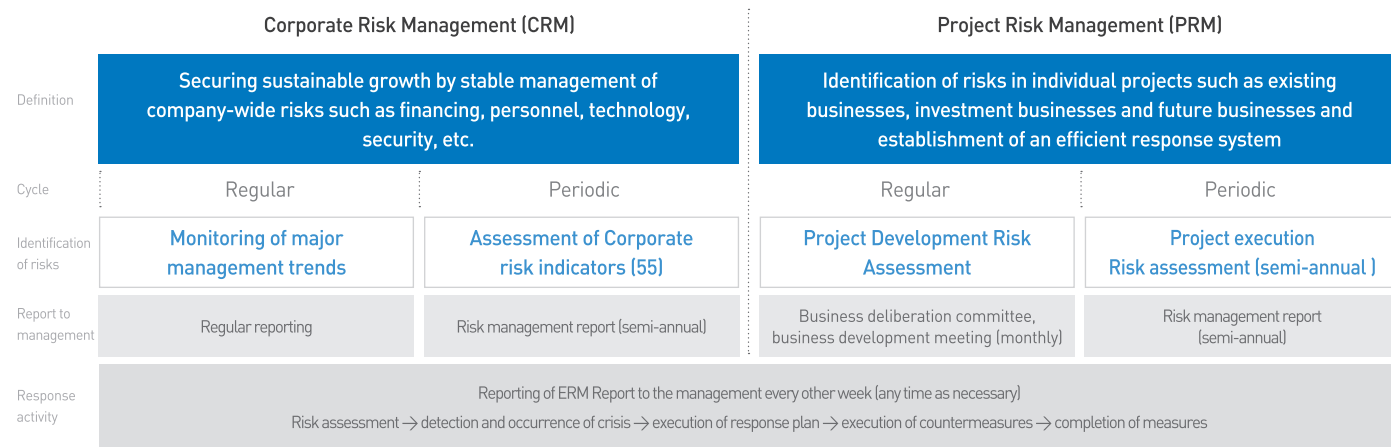 Corporate Risk Management (CRM)
Project Risk Management (PRM)
Definition
Securing sustainable growth by stable management of
company-wide risks such as financing, personnel, technology,
security, etc.
Identification of risks in individual projects such as existing
businesses, investment businesses and future businesses and
establishment of an efficient response system
Cycle
Regular
Periodic
Regular
Periodic
Identification
of risks
Monitoring of major
management trends
Assessment of Corporate
risk indicators (55)
Project Development Risk
Assessment
Project execution
Risk assessment (semi-annual )
Report to
management
Regular reporting
Risk management report (semi-annual)
Business deliberation committee,
business development meeting (monthly)
Risk management report
(semi-annual)
Response
activity
Reporting of ERM Report to the management every other week (any time as necessary)
Risk assessment → detection and occurrence of crisis → execution of response plan → execution of countermeasures → completion of measures